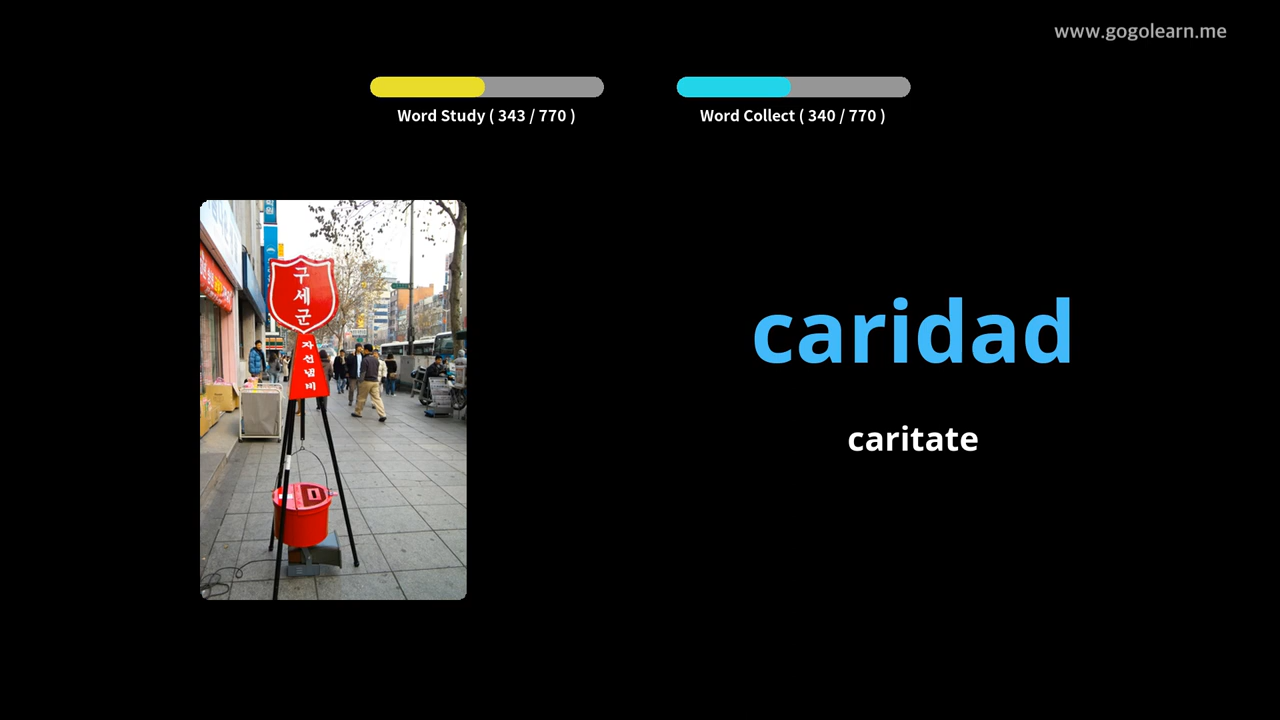 www.gogolearn.me
Word Study ( 343 / 770 )
Word Collect ( 340 / 770 )
구세군
자선냄비
caridad
caritate